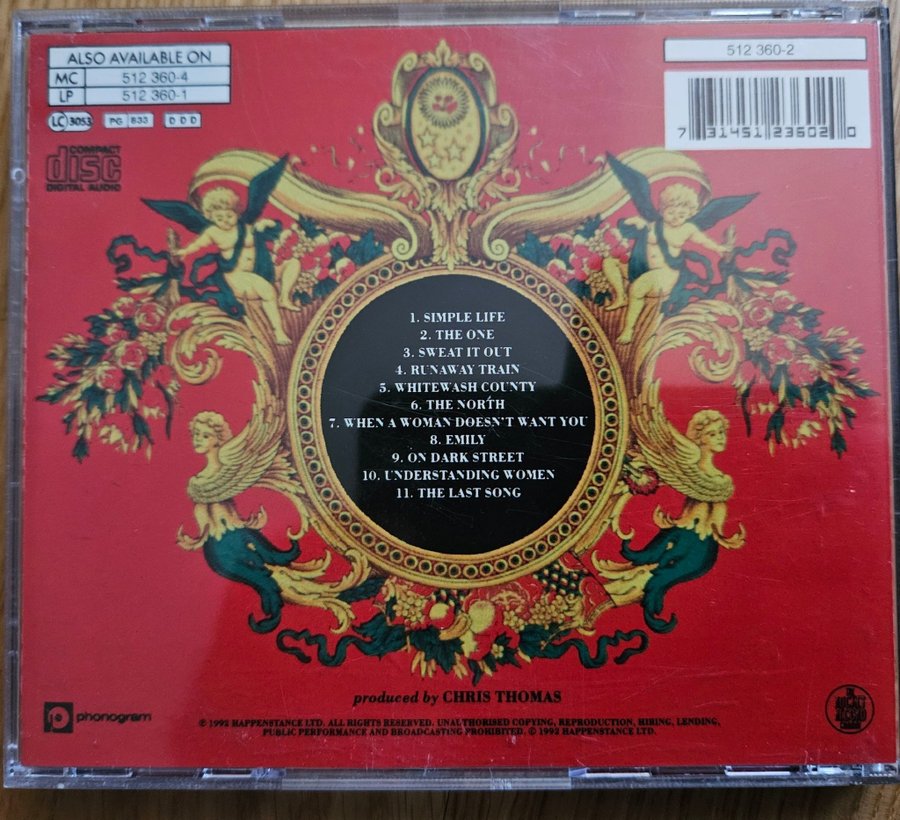 ALSO AVAILABLE ON
MC 512 360-4
LP 512 360-1
LC 3053 PG 833 D D D
COMPACT
disc
DIGITAL AUDIO
512 360-2
7 31451 23602 0
1. SIMPLE LIFE
2. THE ONE
3. SWEAT IT OUT
4. RUNAWAY TRAIN
5. WHITEWASH COUNTY
6. THE NORTH
7. WHEN A WOMAN DOESN'T WANT YOU
8. EMILY
9. ON DARK STREET
10. UNDERSTANDING WOMEN
11. THE LAST SONG
produced by CHRIS THOMAS
phonogram
℗ 1992 HAPPENSTANCE LTD. ALL RIGHTS RESERVED. UNAUTHORISED COPYING, REPRODUCTION, HIRING, LENDING,
PUBLIC PERFORMANCE AND BROADCASTING PROHIBITED. © 1992 HAPPENSTANCE LTD.
THE
ROCKET
RECORD